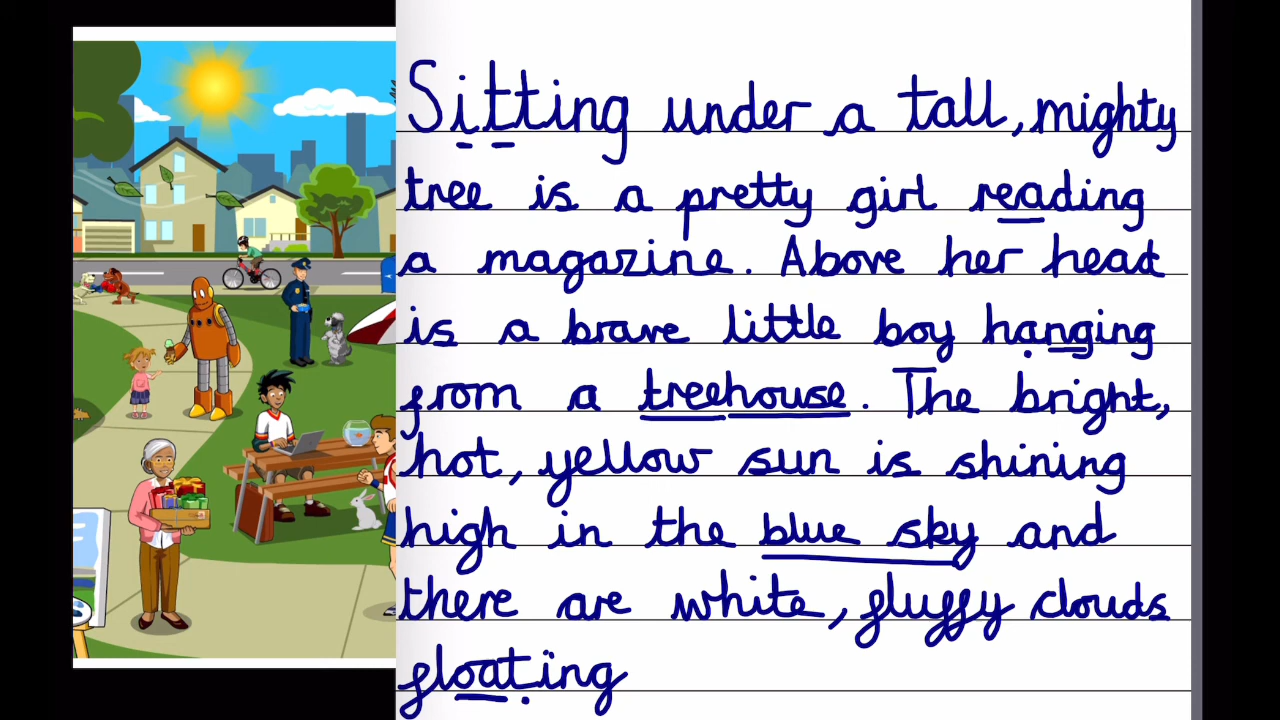 Sitting under a tall, mighty
tree is a pretty girl reading
a magazine. Above her head
is a brave little boy hanging
from a treehouse. The bright,
hot, yellow sun is shining
high in the blue sky and
there are white, fluffy clouds
floating